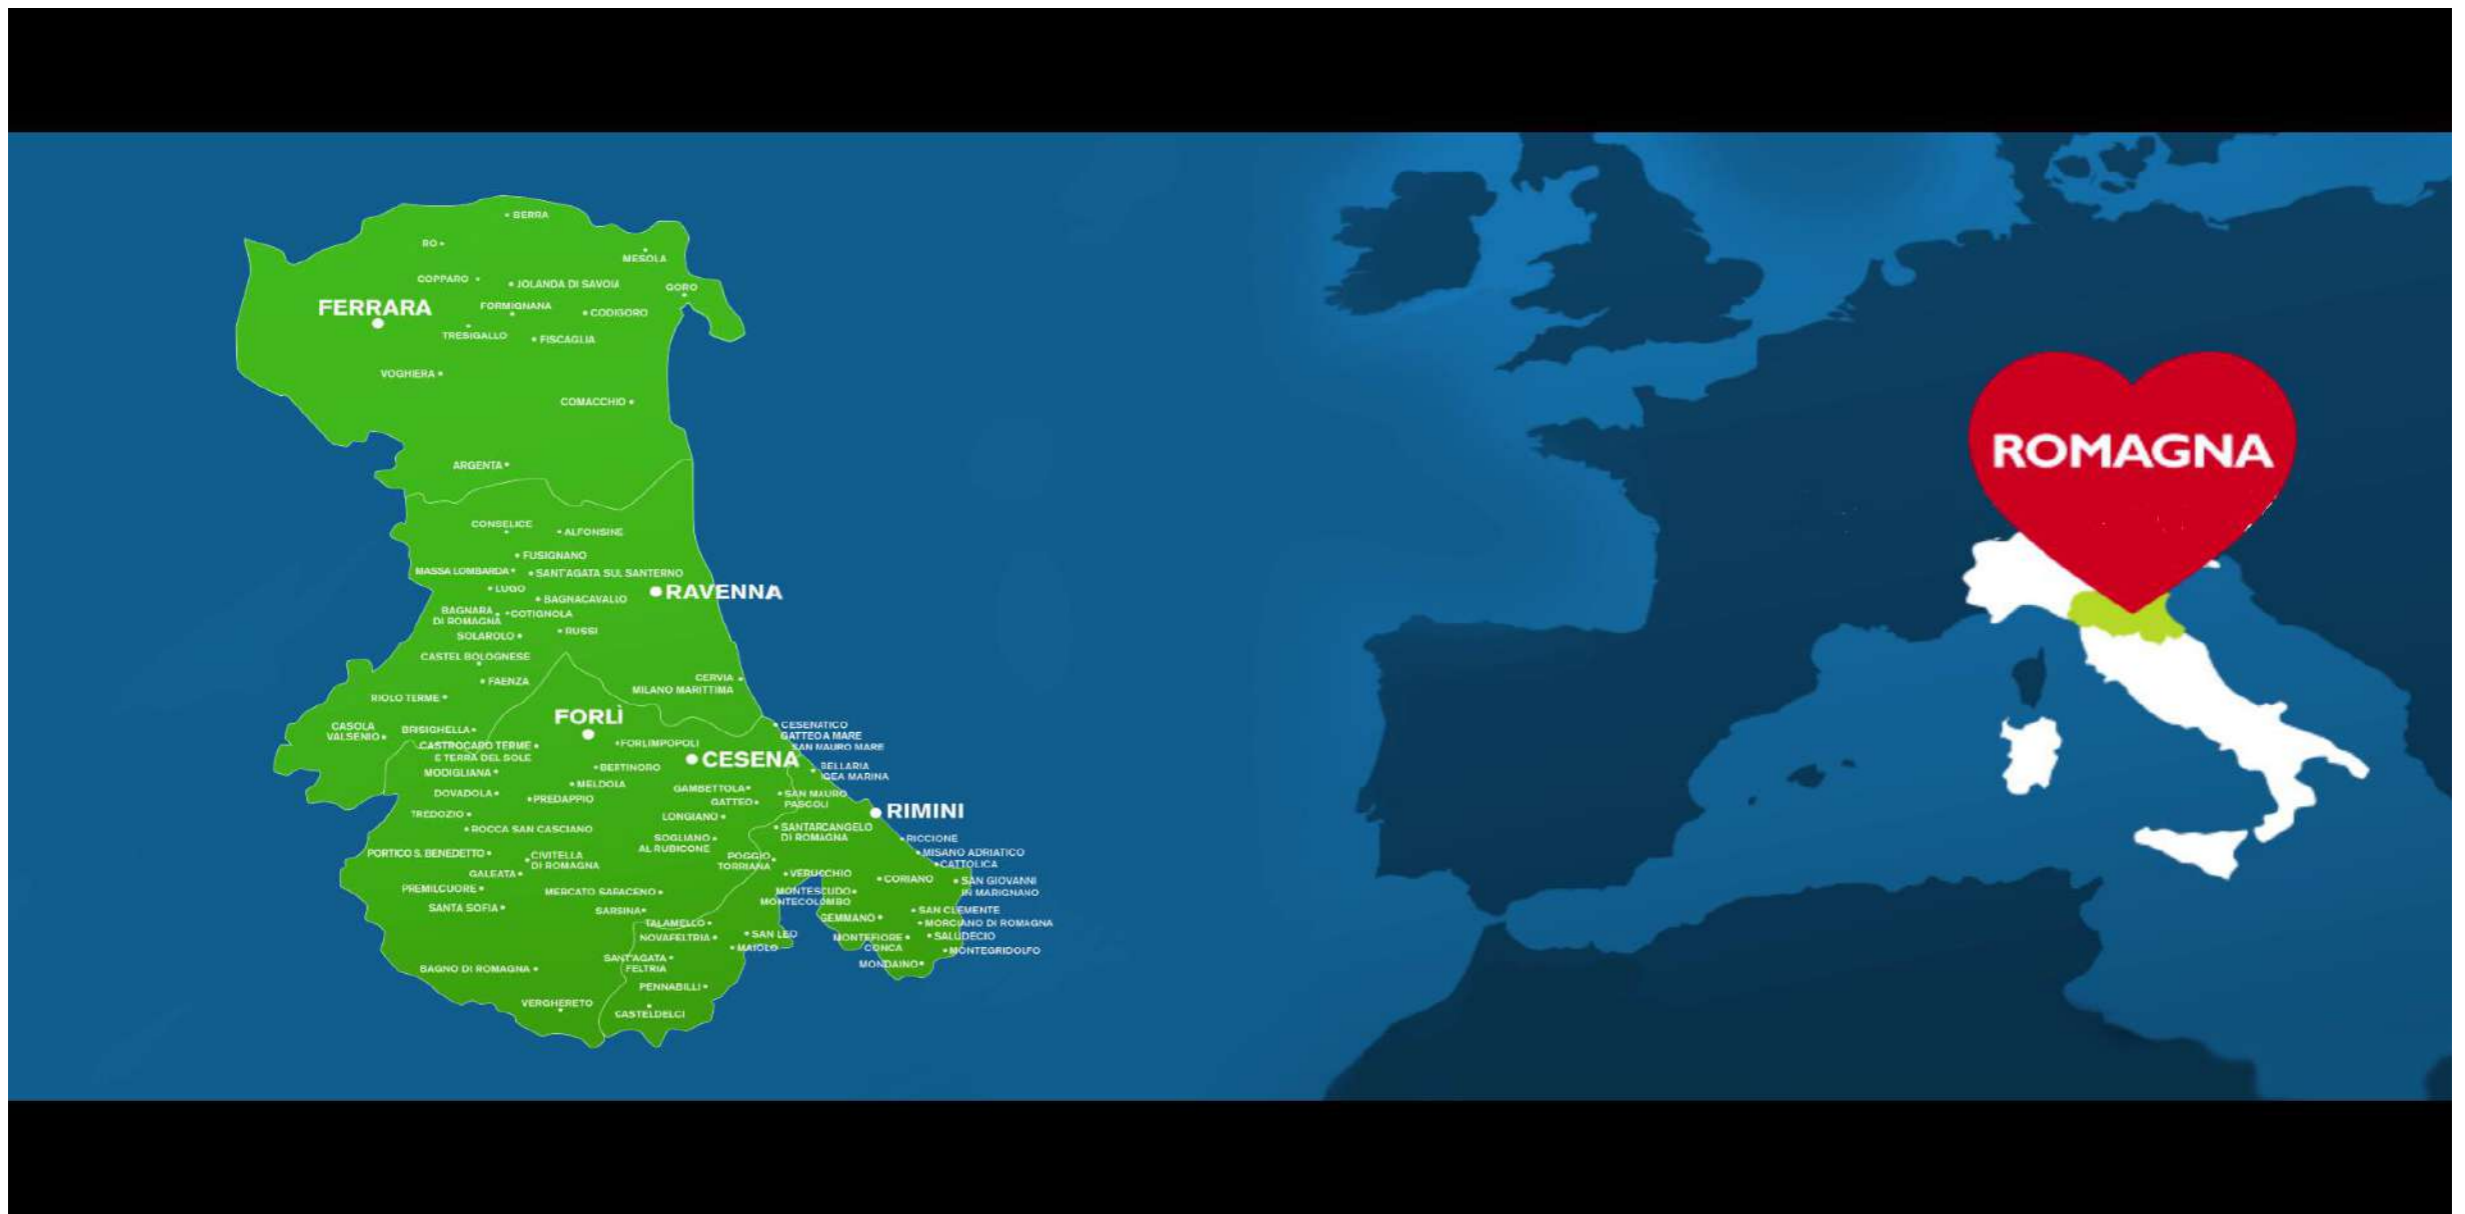 BERRA
RO
MESOLA
COPPARO
JOLANDA DI SAVOIA
GORO
FERRARA
FORMIGNANA
CODIGORO
TRESIGALLO
FISCAGLIA
VOGHIERA
COMACCHIO
ARGENTA
CONSELICE
ALFONSINE
FUSIGNANO
MASSA LOMBARDA
SANT'AGATA SUL SANTERNO
LUGO
RAVENNA
BAGNACAVALLO
BAGNARA
DI ROMAGNA
COTIGNOLA
RUSSI
SOLAROLO
CASTEL BOLOGNESE
FAENZA
CERVIA
MILANO MARITTIMA
RIOLO TERME
FORLÌ
CASOLA
VALSENIO
BRISIGHELLA
CESENATICO
GATTEO A MARE
SAN MAURO MARE
CASTROCARO TERME
E TERRA DEL SOLE
FORLIMPOPOLI
CESENA
BELLARIA
IGEA MARINA
MODIGLIANA
BERTINORO
MELDOLA
GAMBETTOLA
DOVADOLA
PREDAPPIO
GATTEO
SAN MAURO
PASCOLI
RIMINI
TREDOZIO
LONGIANO
ROCCA SAN CASCIANO
SANTARCANGELO
DI ROMAGNA
SOGLIANO
AL RUBICONE
RICCIONE
PORTICO S. BENEDETTO
CIVITELLA
DI ROMAGNA
POGGIO
TORRIANA
MISANO ADRIATICO
CATTOLICA
GALEATA
VERUCCHIO
CORIANO
SAN GIOVANNI
IN MARIGNANO
PREMILCUORE
MERCATO SARACENO
MONTESCUDO
MONTECOLOMBO
SANTA SOFIA
SARSINA
GEMMANO
SAN CLEMENTE
TALAMELLO
MORCIANO DI ROMAGNA
NOVAFELTRIA
SAN LEO
MONTEFIORE
CONCA
SALUDECIO
MAIOLO
MONTEGRIDOLFO
SANT'AGATA
FELTRIA
MONDAINO
BAGNO DI ROMAGNA
PENNABILLI
VERGHERETO
CASTELDELCI
ROMAGNA